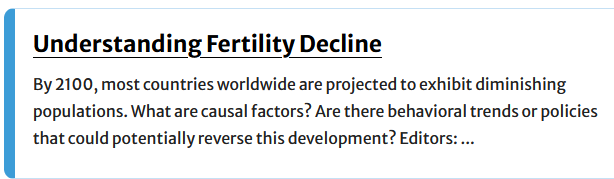 Understanding Fertility Decline
By 2100, most countries worldwide are projected to exhibit diminishing
populations. What are causal factors? Are there behavioral trends or policies
that could potentially reverse this development? Editors: ...